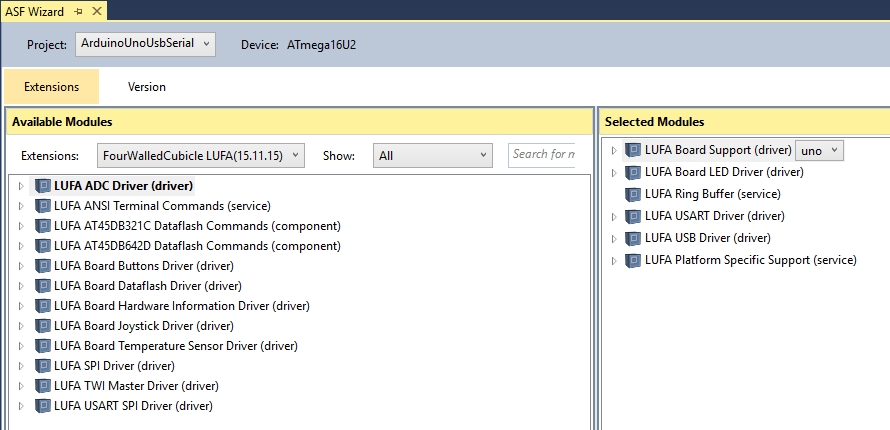 ASF Wizard
Project: ArduinoUnoUsbSerial Device: ATmega16U2
Extensions Version
Available Modules
Extensions: FourWalledCubicle LUFA(15.11.15) Show: All Search for m
LUFA ADC Driver (driver)
LUFA ANSI Terminal Commands (service)
LUFA AT45DB321C Dataflash Commands (component)
LUFA AT45DB642D Dataflash Commands (component)
LUFA Board Buttons Driver (driver)
LUFA Board Dataflash Driver (driver)
LUFA Board Hardware Information Driver (driver)
LUFA Board Joystick Driver (driver)
LUFA Board Temperature Sensor Driver (driver)
LUFA SPI Driver (driver)
LUFA TWI Master Driver (driver)
LUFA USART SPI Driver (driver)
Selected Modules
LUFA Board Support (driver) uno
LUFA Board LED Driver (driver)
LUFA Ring Buffer (service)
LUFA USART Driver (driver)
LUFA USB Driver (driver)
LUFA Platform Specific Support (service)